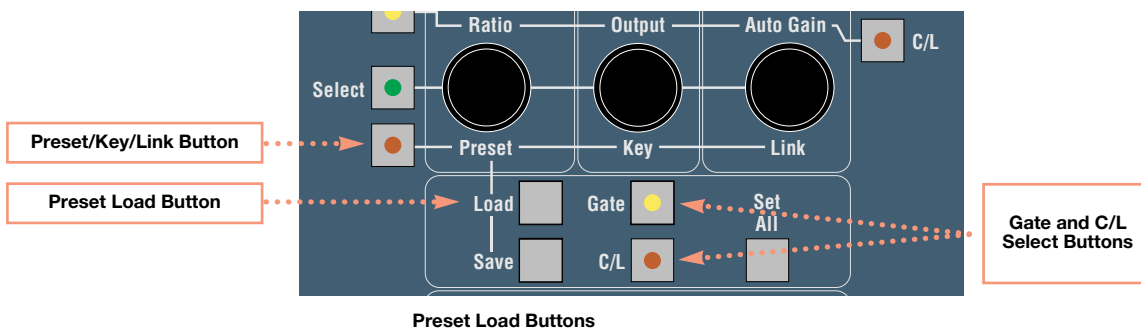 Ratio
Output
Auto Gain
C/L
Select
Preset/Key/Link Button
Preset
Key
Link
Preset Load Button
Load
Gate
Set
All
Gate and C/L
Select Buttons
Save
C/L
Preset Load Buttons